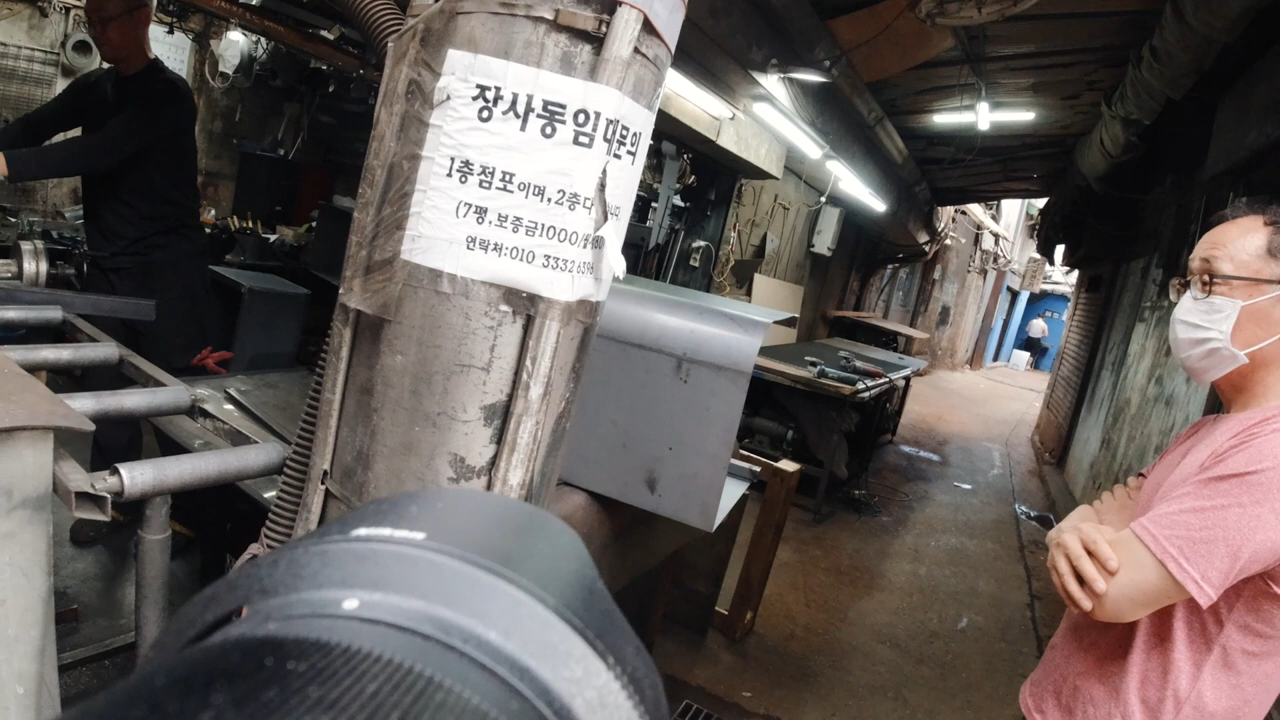 장사동임대문의
1층점포이며, 2층다
(7평, 보증금1000/월
연락처:010 3332